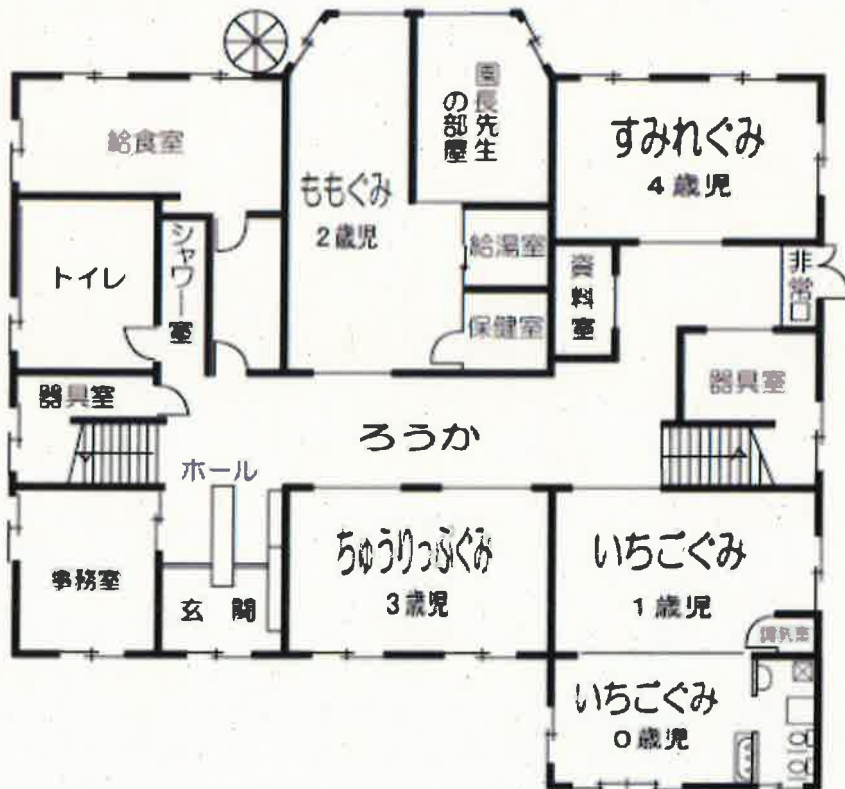 園長先生
の部屋
給食室
すみれぐみ
4歳児
ももぐみ
2歳児
シャワー室
トイレ
給湯室
資料室
非常口
保健室
器具室
器具室
ろうか
ホール
ちゅうりっぷぐみ
3歳児
いちごぐみ
1歳児
事務室
玄関
いちごぐみ
0歳児